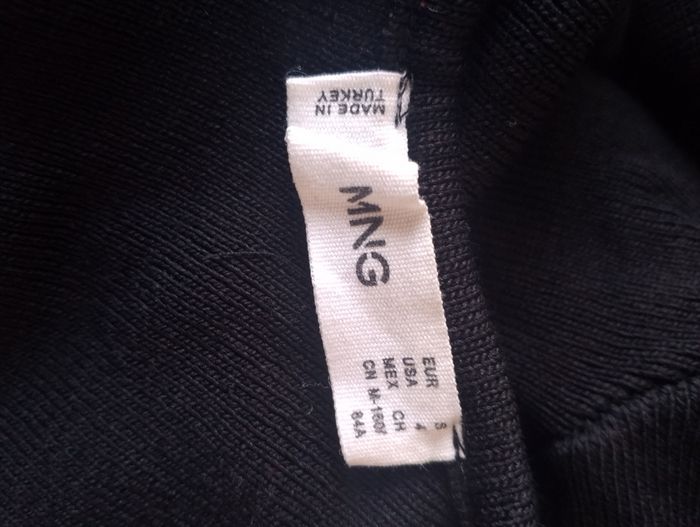 MADE IN
TURKEY
MNG
EUR S
USA 4
MEX CH
CN M-160/
84A